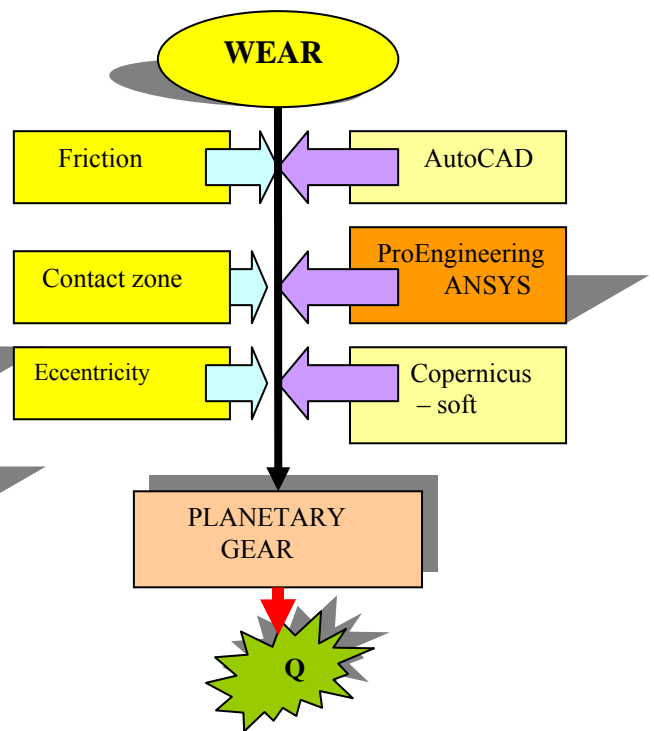 WEAR
Friction
AutoCAD
Contact zone
ProEngineering
ANSYS
Eccentricity
Copernicus
– soft
PLANETARY
GEAR
Q